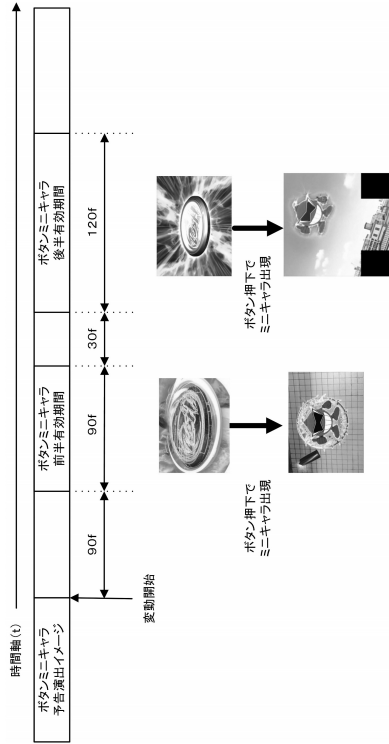 時間軸(t)
ボタンミニキャラ
予告演出イメージ
ボタンミニキャラ
前半有効期間
ボタンミニキャラ
後半有効期間
90f
90f
30f
120f
変動開始
ボタン押下で
ミニキャラ出現
ボタン押下で
ミニキャラ出現